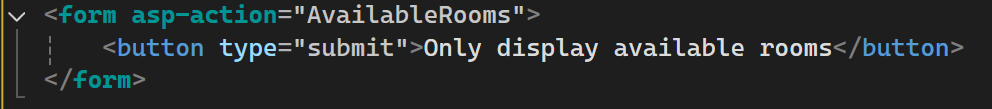 <form asp-action="AvailableRooms">
<button type="submit">Only display available rooms</button>
</form>